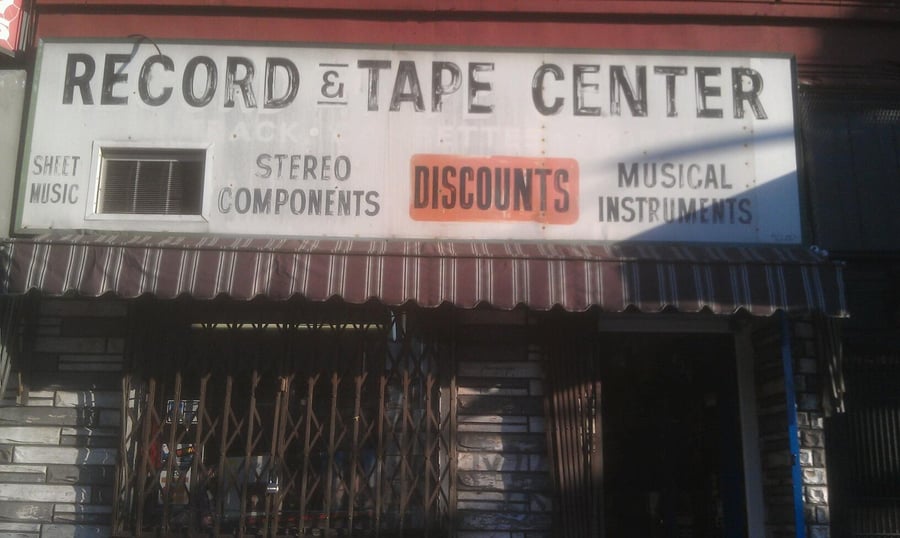 RECORD & TAPE CENTER
SHEET MUSIC
STEREO COMPONENTS
DISCOUNTS
MUSICAL INSTRUMENTS